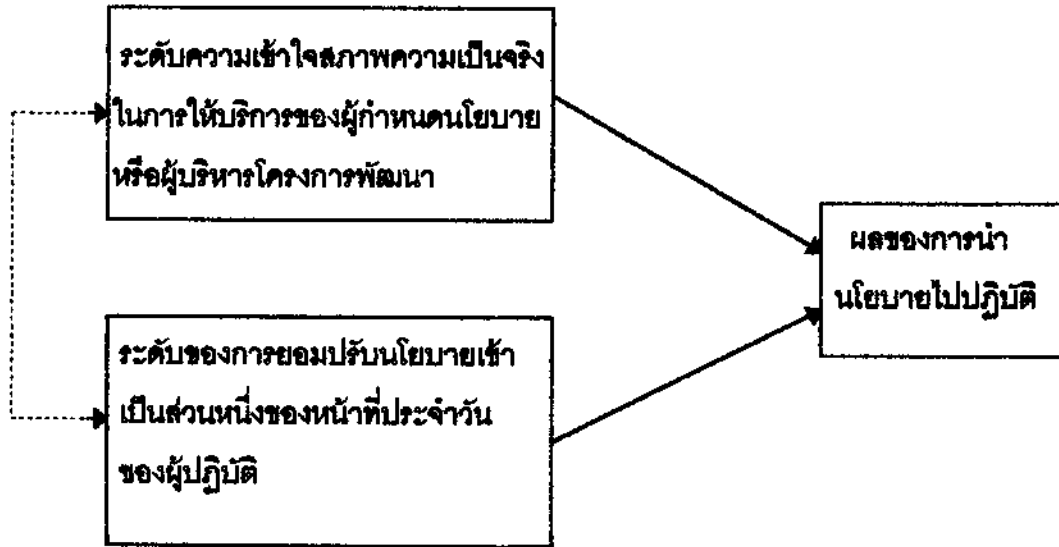 ระดับความเข้าใจสภาพความเป็นจริง
ในการให้บริการของผู้กำหนดนโยบาย
หรือผู้บริหารโครงการพัฒนา
ผลของการนำ
นโยบายไปปฏิบัติ
ระดับของการยอมปรับนโยบายเข้า
เป็นส่วนหนึ่งของหน้าที่ประจำวัน
ของผู้ปฏิบัติ